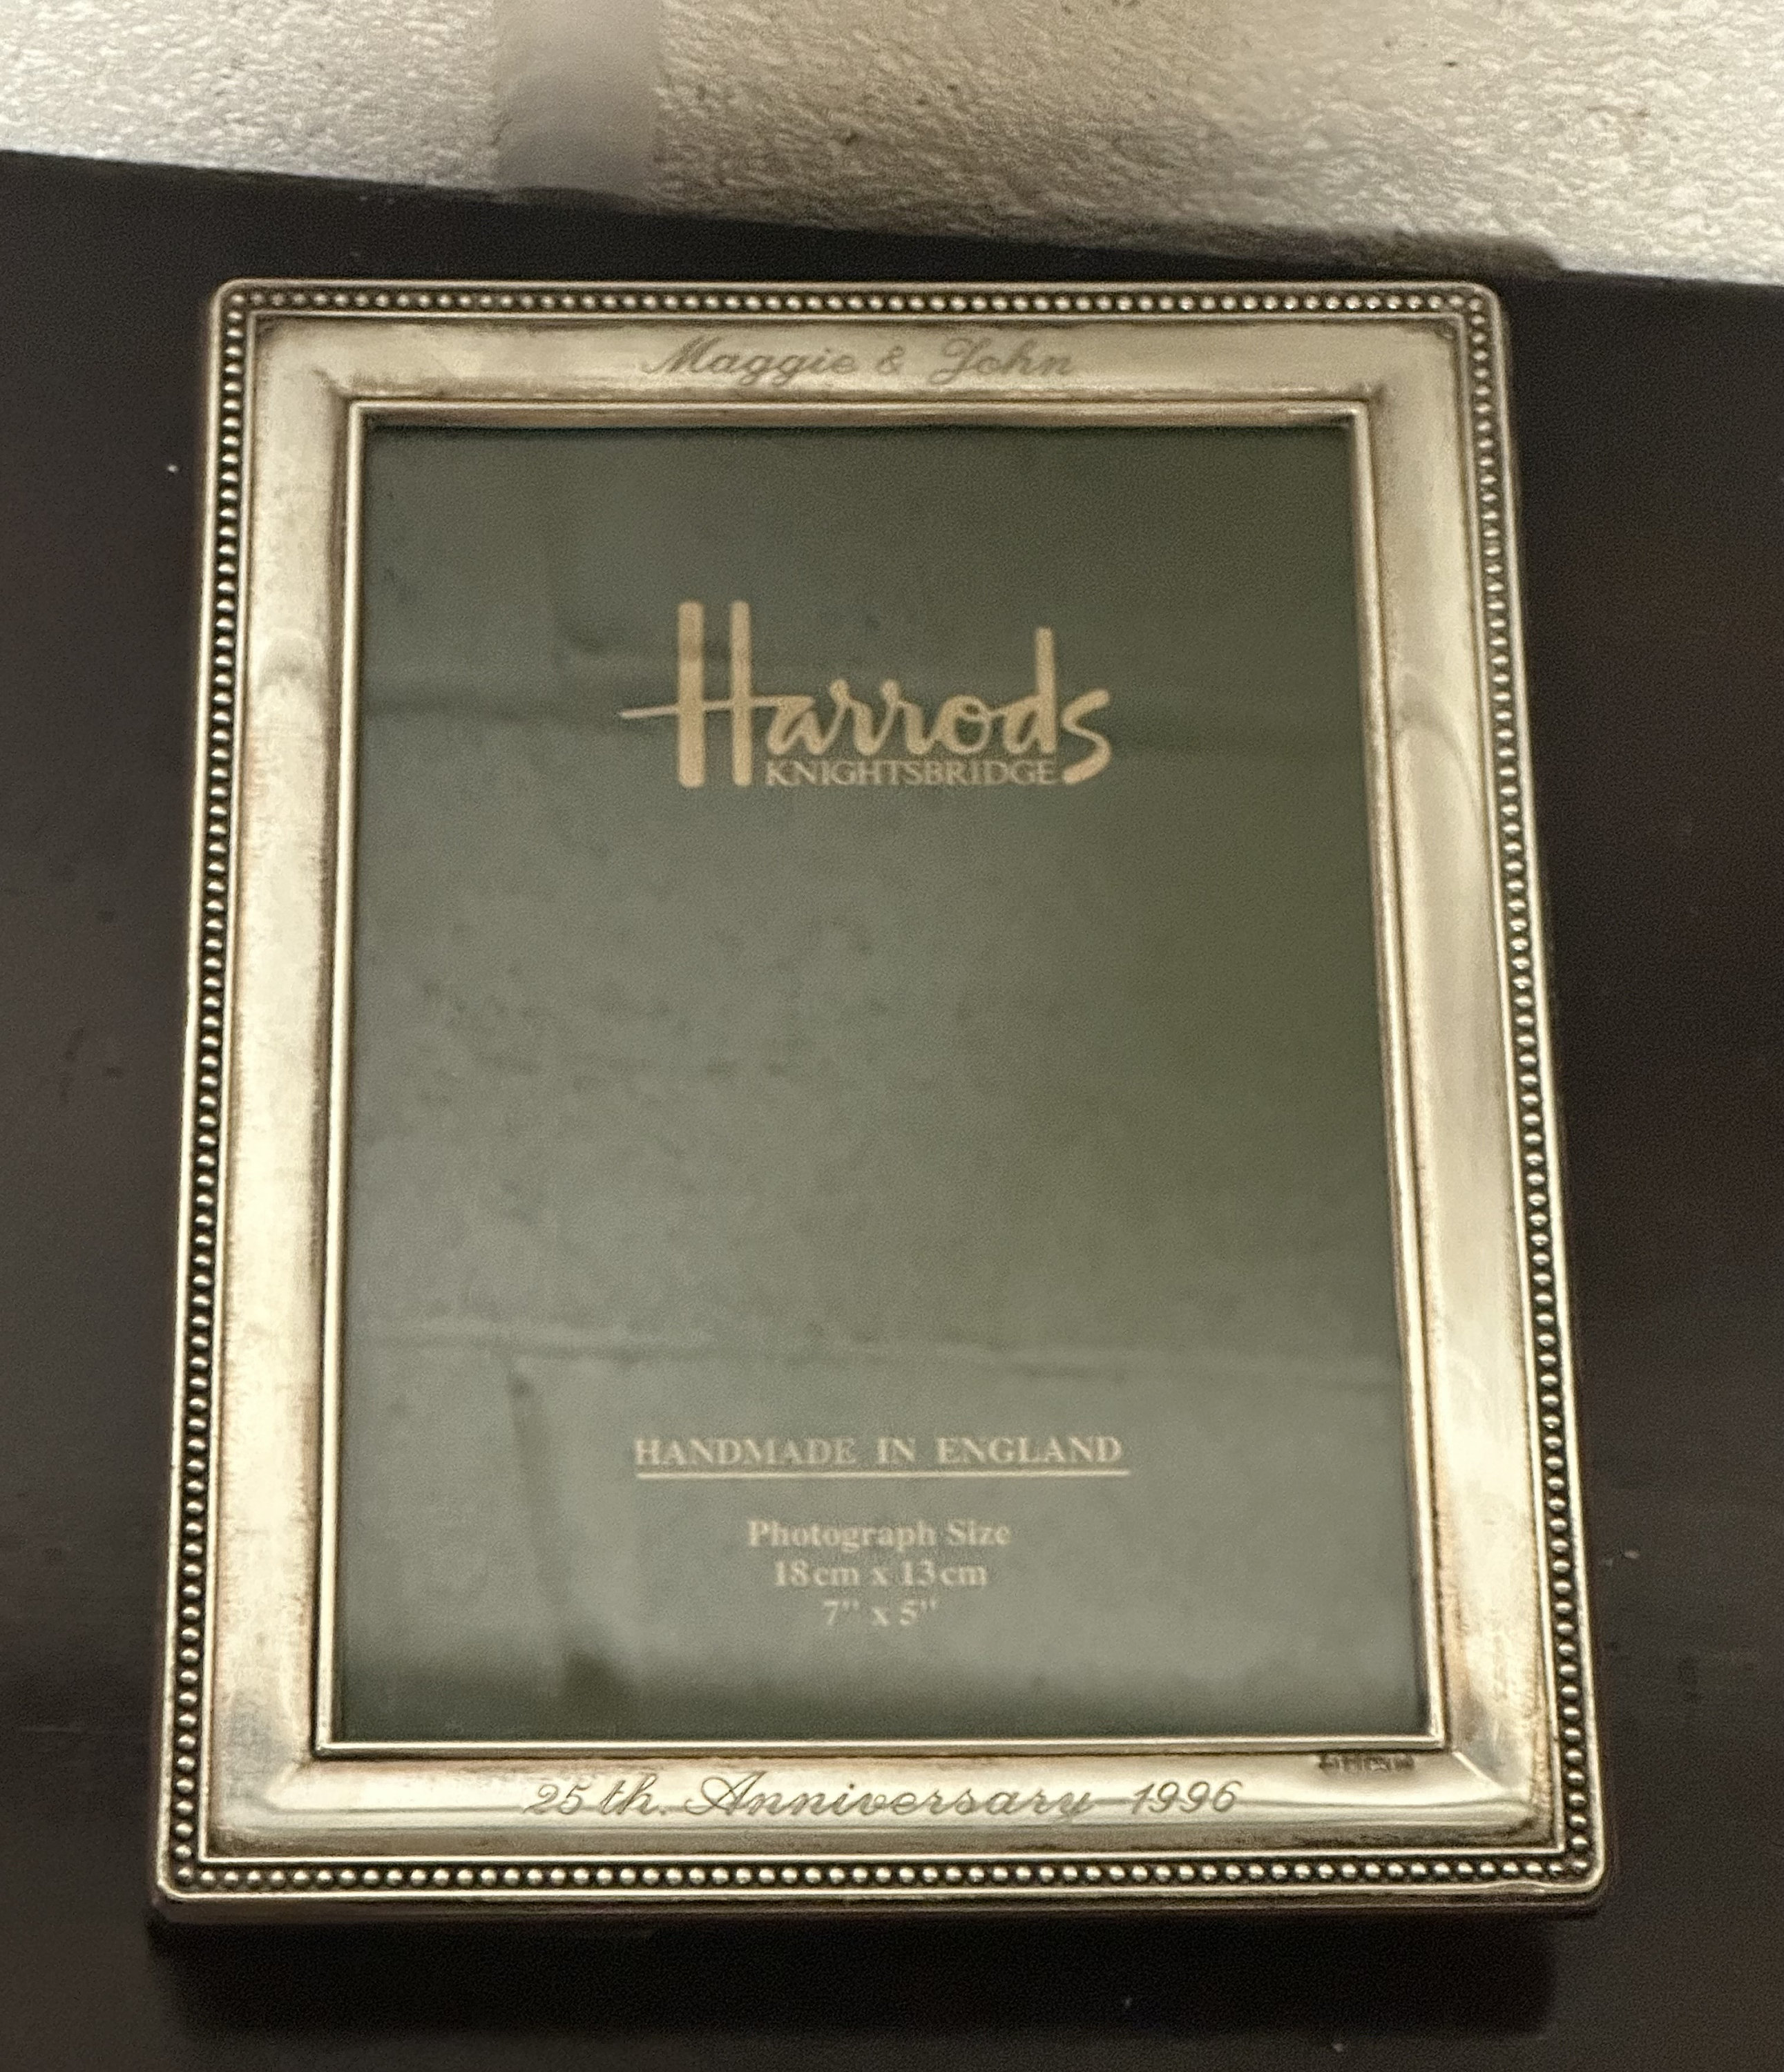 Maggie & John
Harrods
KNIGHTSBRIDGE
HANDMADE IN ENGLAND
Photograph Size
18cm x 13cm
7" x 5"
25th. Anniversary 1996